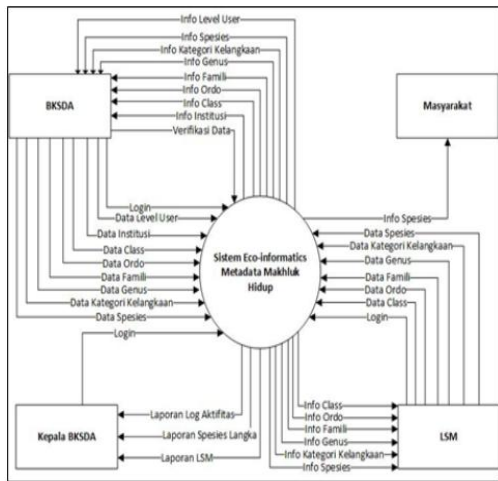 Info Level User
Info Spesies
Info Kategori Kelangkaan
Info Genus
Info Famili
Info Ordo
Info Class
Info Institusi
Verifikasi Data
BKSDA
Masyarakat
Login
Data Level User
Data Institusi
Data Class
Data Ordo
Data Famili
Data Genus
Data Kategori Kelangkaan
Data Spesies
Login
Sistem Eco-informatics
Metadata Makhluk
Hidup
Info Spesies
Data Spesies
Data Kategori Kelangkaan
Data Genus
Data Famili
Data Ordo
Data Class
Login
Kepala BKSDA
Laporan Log Aktifitas
Laporan Spesies Langka
Laporan LSM
Info Class
Info Ordo
Info Famili
Info Genus
Info Kategori Kelangkaan
Info Spesies
LSM